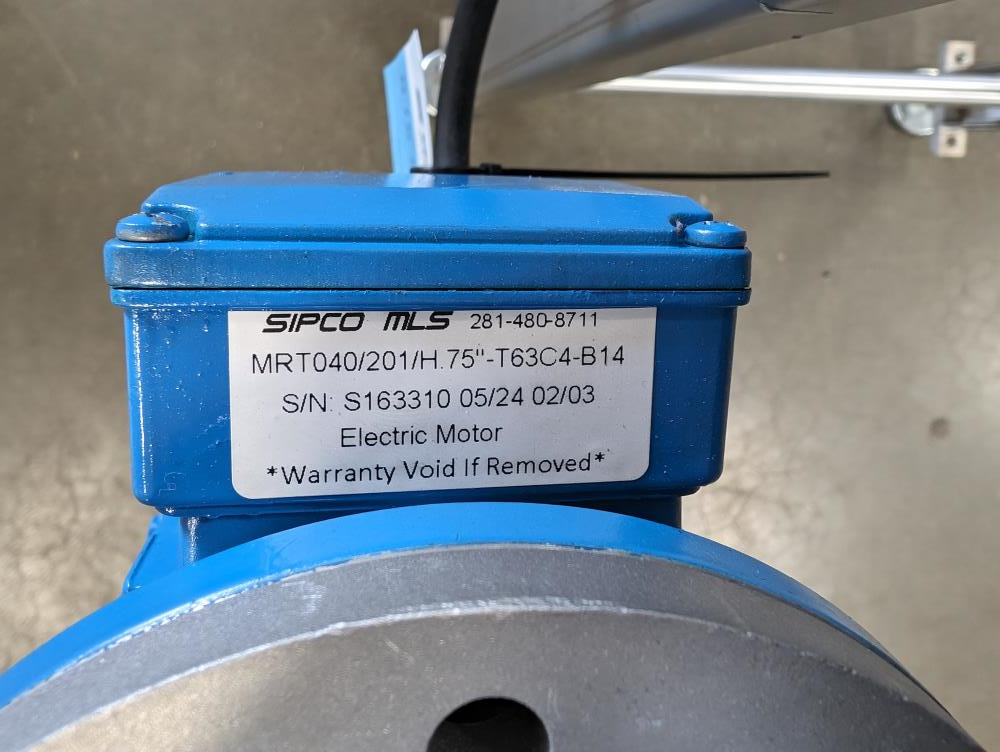 SIPCO MLS 281-480-8711
MRT040/201/H.75"-T63C4-B14
S/N: S163310 05/24 02/03
Electric Motor
*Warranty Void If Removed*